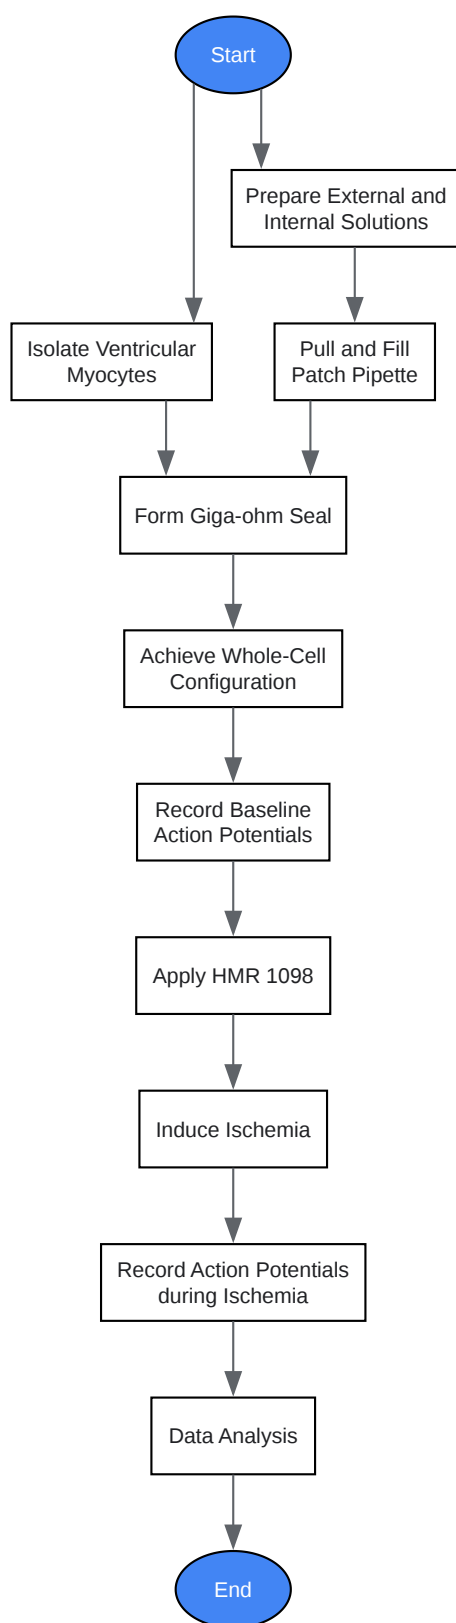 Start
Prepare External and
Internal Solutions
Isolate Ventricular
Myocytes
Pull and Fill
Patch Pipette
Form Giga-ohm Seal
Achieve Whole-Cell
Configuration
Record Baseline
Action Potentials
Apply HMR 1098
Induce Ischemia
Record Action Potentials
during Ischemia
Data Analysis
End